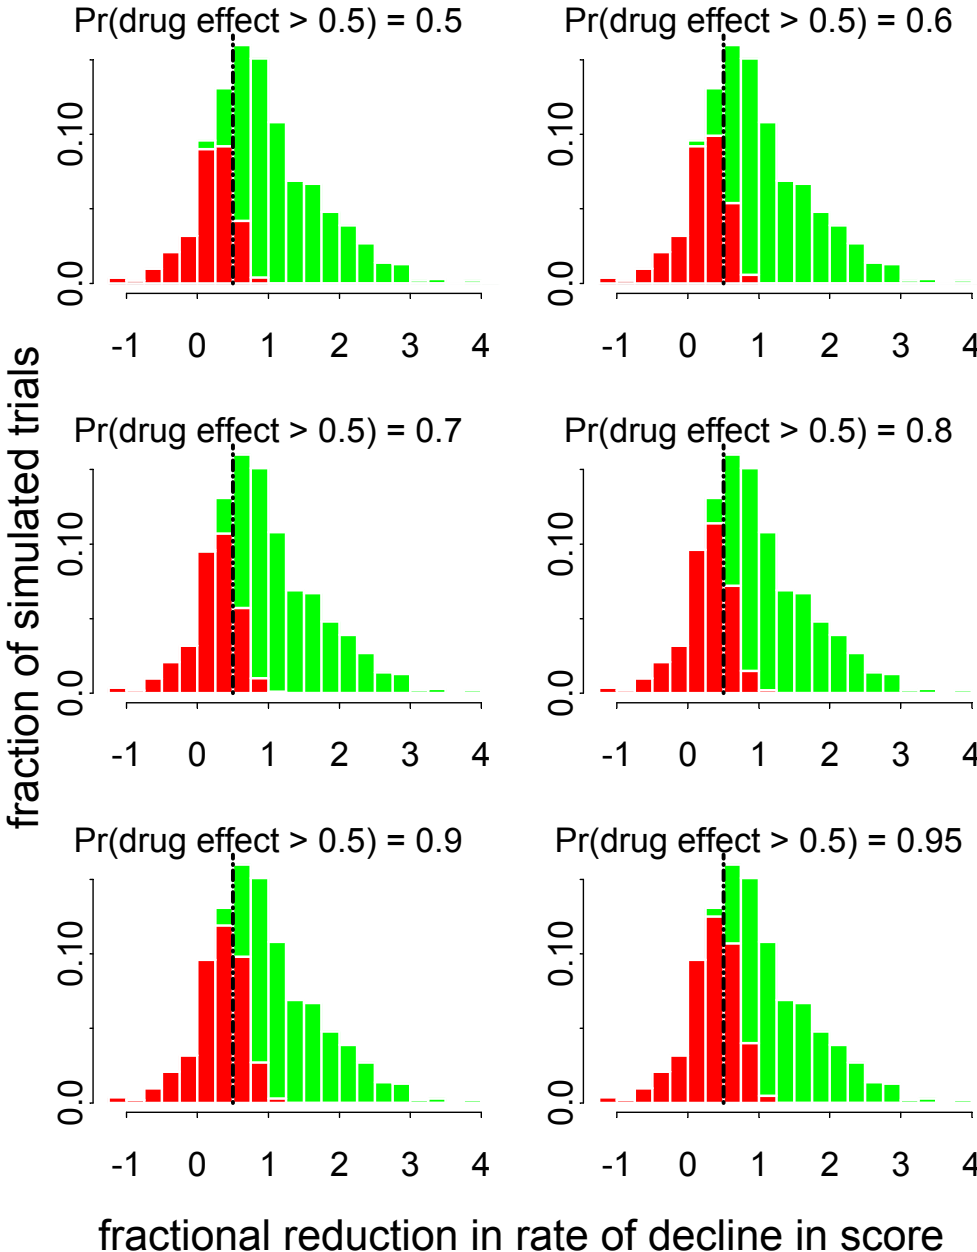 Pr(drug effect > 0.5) = 0.5
Pr(drug effect > 0.5) = 0.6
0.10
0.0
-1 0 1 2 3 4
0.10
0.0
-1 0 1 2 3 4
Pr(drug effect > 0.5) = 0.7
Pr(drug effect > 0.5) = 0.8
0.10
0.0
-1 0 1 2 3 4
0.10
0.0
-1 0 1 2 3 4
Pr(drug effect > 0.5) = 0.9
Pr(drug effect > 0.5) = 0.95
0.10
0.0
-1 0 1 2 3 4
0.10
0.0
-1 0 1 2 3 4
fraction of simulated trials
fractional reduction in rate of decline in score